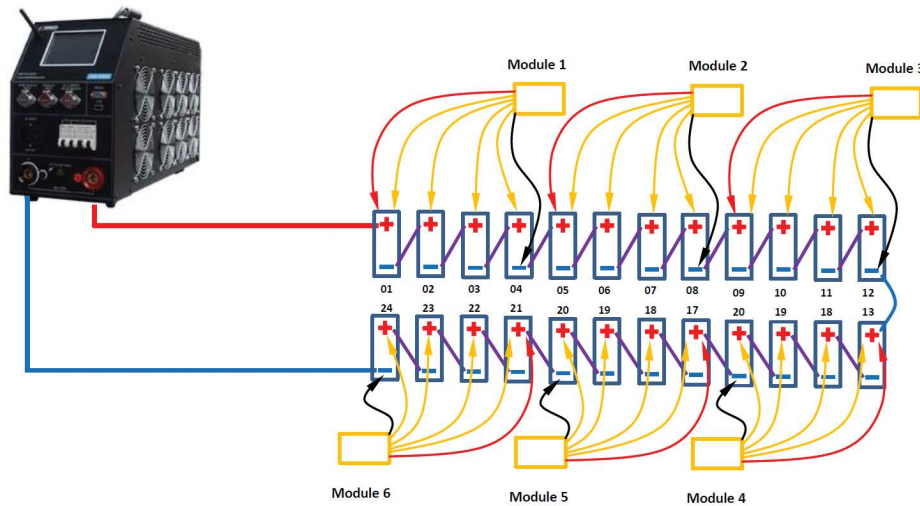 Module 1
Module 2
Module 3
01 02 03 04 05 06 07 08 09 10 11 12
24 23 22 21 20 19 18 17 20 19 18 13
Module 6
Module 5
Module 4